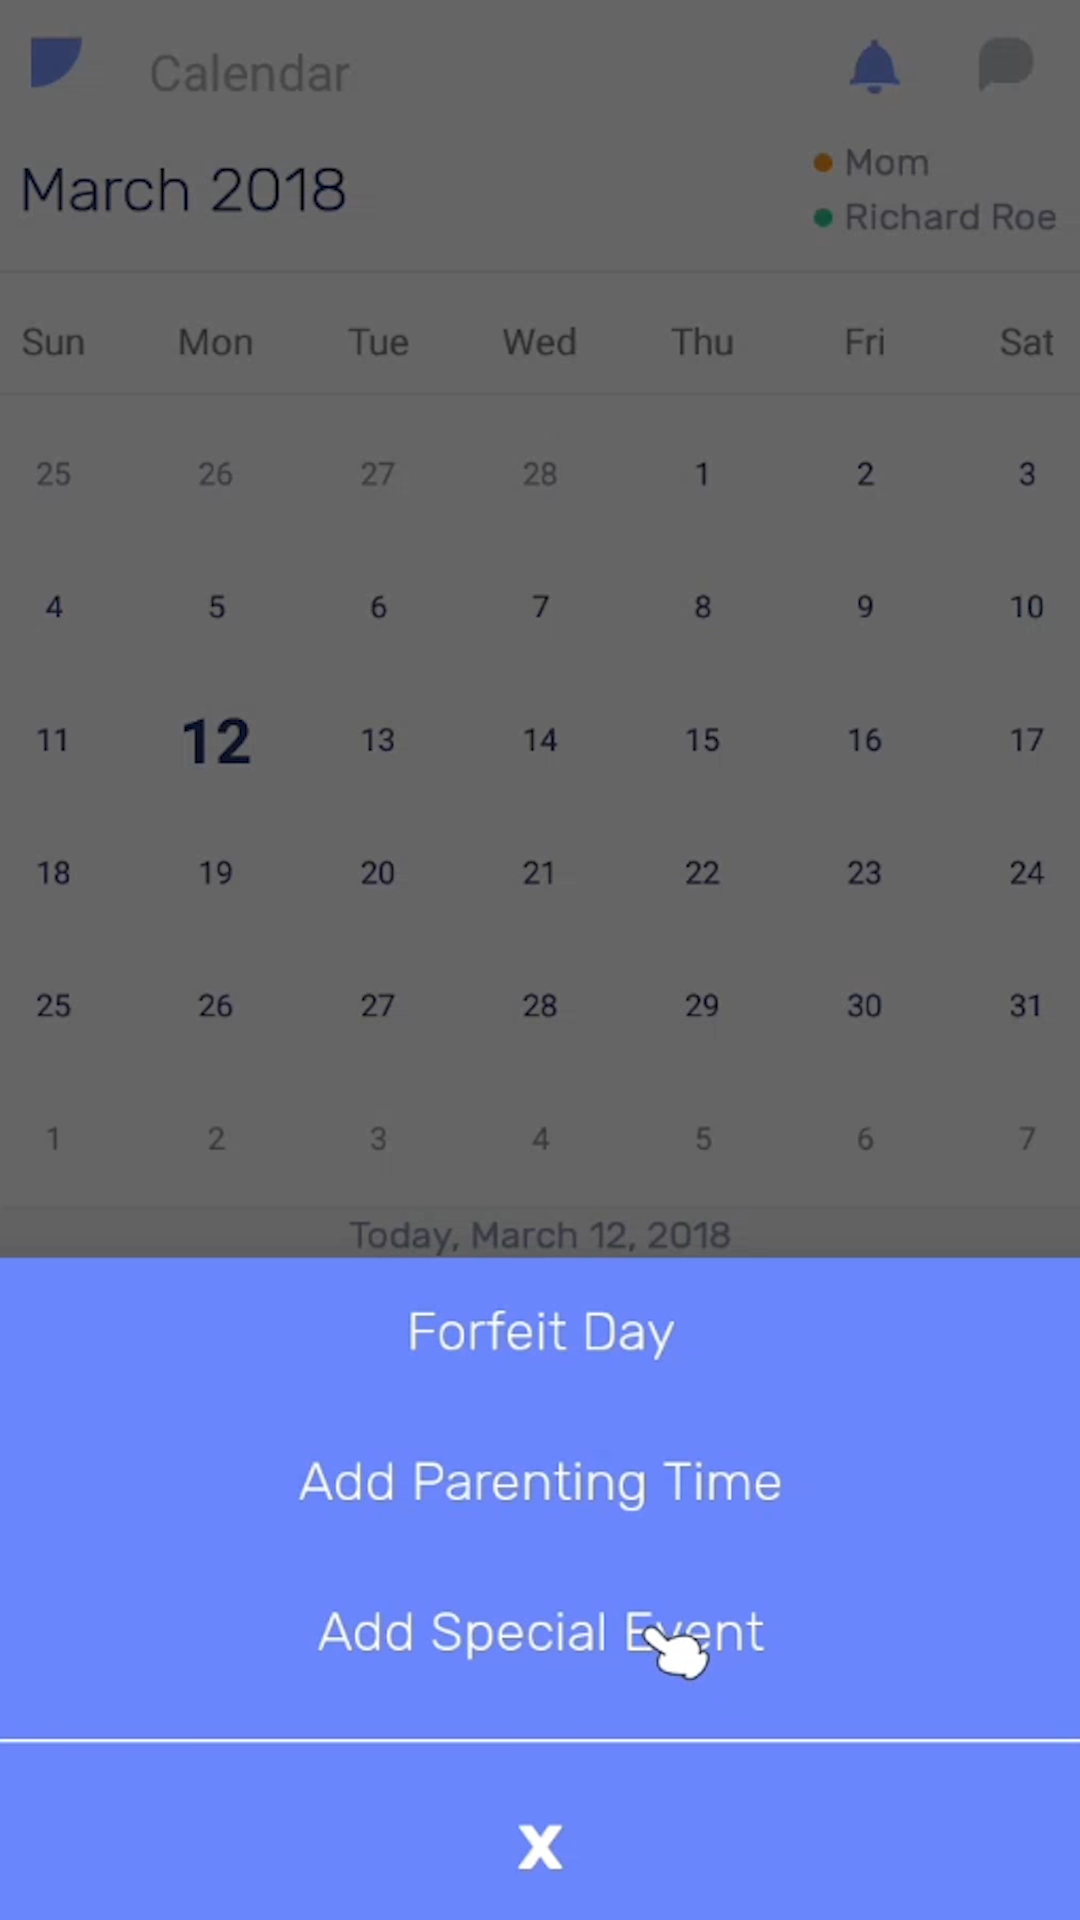 Calendar
March 2018
Mom
Richard Roe
Sun Mon Tue Wed Thu Fri Sat
25 26 27 28 1 2 3
4 5 6 7 8 9 10
11 12 13 14 15 16 17
18 19 20 21 22 23 24
25 26 27 28 29 30 31
1 2 3 4 5 6 7
Today, March 12, 2018
Forfeit Day
Add Parenting Time
Add Special Event
X